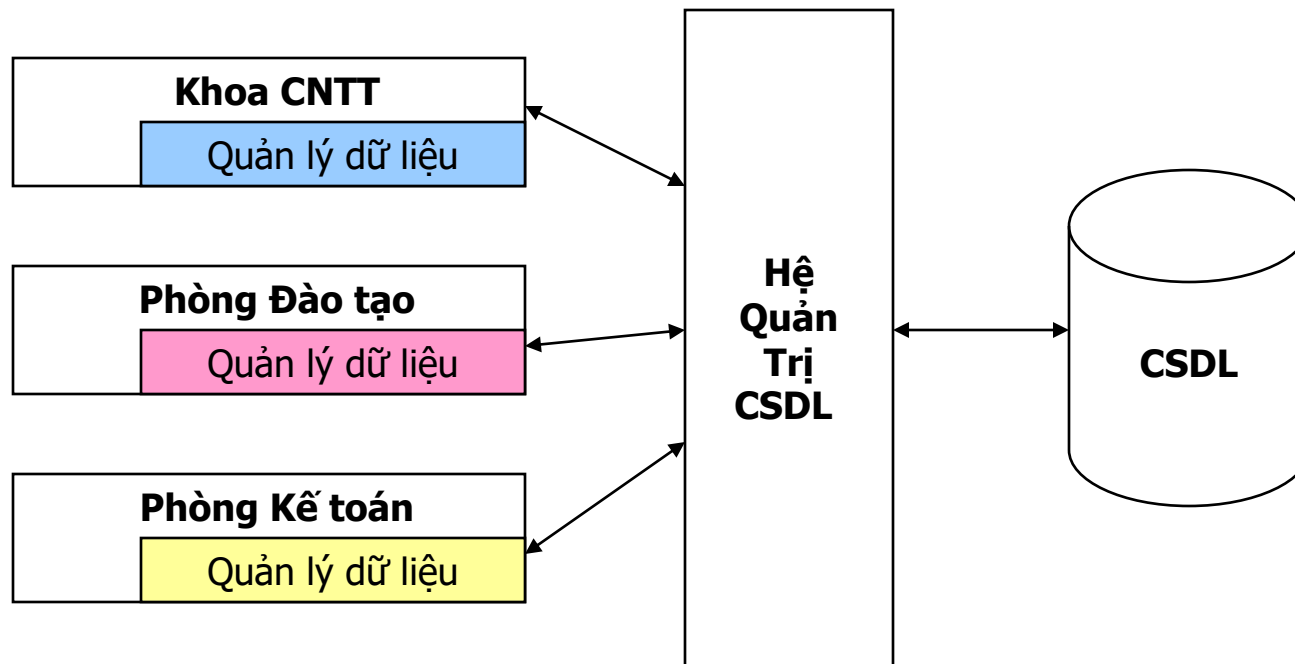 Khoa CNTT
Quản lý dữ liệu
Phòng Đào tạo
Quản lý dữ liệu
Phòng Kế toán
Quản lý dữ liệu
Hệ
Quản
Trị
CSDL
CSDL